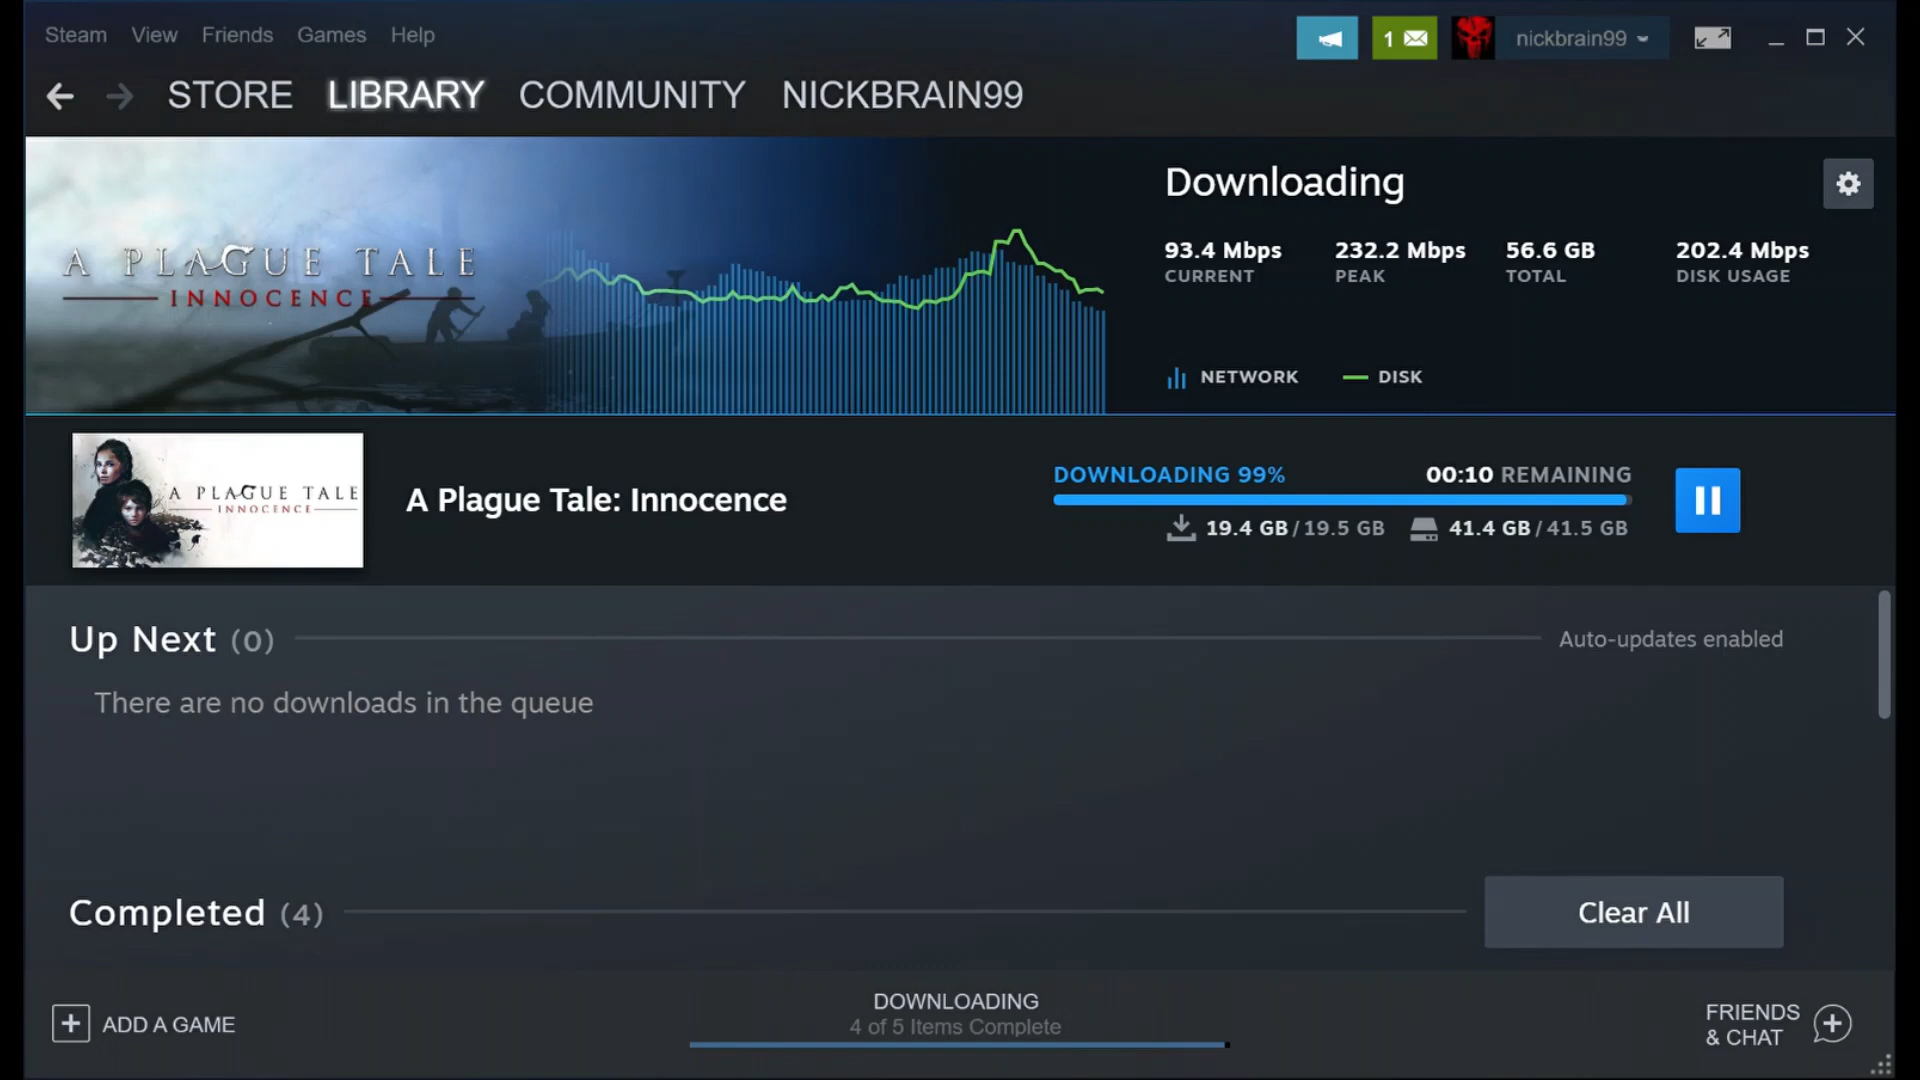 Steam View Friends Games Help
1
nickbrain99
STORE LIBRARY COMMUNITY NICKBRAIN99
A PLAGUE TALE
INNOCENCE
Downloading
93.4 Mbps 232.2 Mbps 56.6 GB 202.4 Mbps
CURRENT PEAK TOTAL DISK USAGE
NETWORK DISK
A PLAGUE TALE
INNOCENCE
A Plague Tale: Innocence
DOWNLOADING 99% 00:10 REMAINING
19.4 GB / 19.5 GB 41.4 GB / 41.5 GB
Up Next (0) Auto-updates enabled
There are no downloads in the queue
Completed (4) Clear All
ADD A GAME
DOWNLOADING
4 of 5 Items Complete
FRIENDS
& CHAT